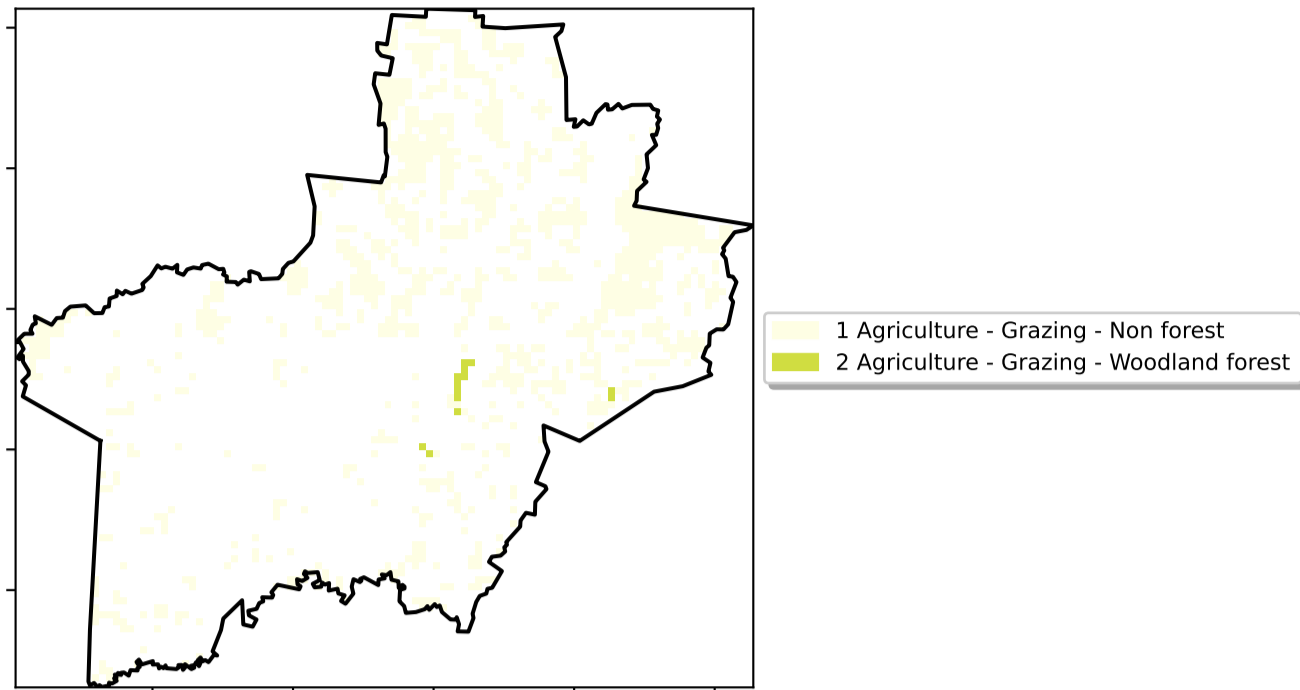 1 Agriculture - Grazing - Non forest
2 Agriculture - Grazing - Woodland forest